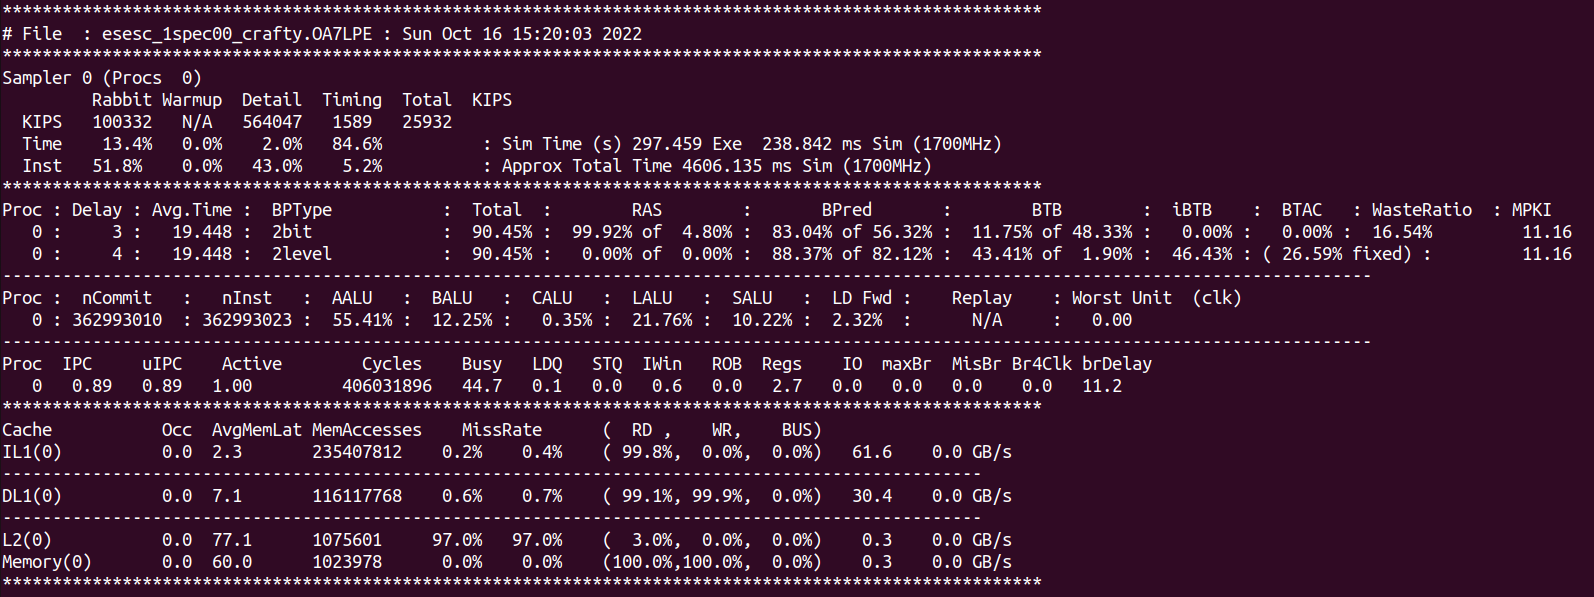 ********************************************************************************************************
# File  : esesc_1spec00_crafty.OA7LPE : Sun Oct 16 15:20:03 2022
********************************************************************************************************
Sampler 0 (Procs  0)
         Rabbit Warmup  Detail  Timing  Total  KIPS
  KIPS   100332   N/A   564047   1589   25932
  Time    13.4%   0.0%    2.0%   84.6%          : Sim Time (s) 297.459 Exe  238.842 ms Sim (1700MHz)
  Inst   51.8%    0.0%   43.0%    5.2%          : Approx Total Time 4606.135 ms Sim (1700MHz)
********************************************************************************************************
Proc : Delay : Avg.Time :  BPType           :  Total  :        RAS        :       BPred       :        BTB        :  iBTB    :  BTAC   : WasteRatio  : MPKI
   0 :     3 :   19.448 :  2bit             :  90.45% :  99.92% of  4.80% :  83.04% of 56.32% :  11.75% of 48.33% :   0.00% :   0.00% :  16.54%         11.16
   0 :     4 :   19.448 :  2level           :  90.45% :   0.00% of  0.00% :  88.37% of 82.12% :  43.41% of  1.90% :  46.43% : ( 26.59% fixed) :         11.16
-----------------------------------------------------------------------------------------------------------------------------------------
Proc :  nCommit   :   nInst   :  AALU   :  BALU   :  CALU   :  LALU   :  SALU   :  LD Fwd :    Replay    : Worst Unit  (clk)
   0 : 362993010  : 362993023 : 55.41% :  12.25% :   0.35% :  21.76% :  10.22% :  2.32%  :      N/A     :   0.00
-----------------------------------------------------------------------------------------------------------------------------------------
Proc  IPC     uIPC    Active        Cycles    Busy   LDQ   STQ  IWin   ROB  Regs    IO  maxBr  MisBr Br4Clk brDelay
   0   0.89   0.89   1.00         406031896   44.7   0.1   0.0   0.6   0.0   2.7   0.0   0.0   0.0    0.0   11.2
********************************************************************************************************
Cache           Occ  AvgMemLat MemAccesses    MissRate      (  RD ,    WR,    BUS)
IL1(0)          0.0  2.3       235407812    0.2%    0.4%    ( 99.8%,  0.0%,  0.0%)   61.6    0.0 GB/s
--------------------------------------------------------------------------------------------------
DL1(0)          0.0  7.1       116117768    0.6%    0.7%    ( 99.1%, 99.9%,  0.0%)   30.4    0.0 GB/s
--------------------------------------------------------------------------------------------------
L2(0)           0.0  77.1      1075601     97.0%   97.0%    (  3.0%,  0.0%,  0.0%)    0.3    0.0 GB/s
Memory(0)       0.0  60.0      1023978      0.0%    0.0%    (100.0%,100.0%,  0.0%)    0.3    0.0 GB/s
********************************************************************************************************